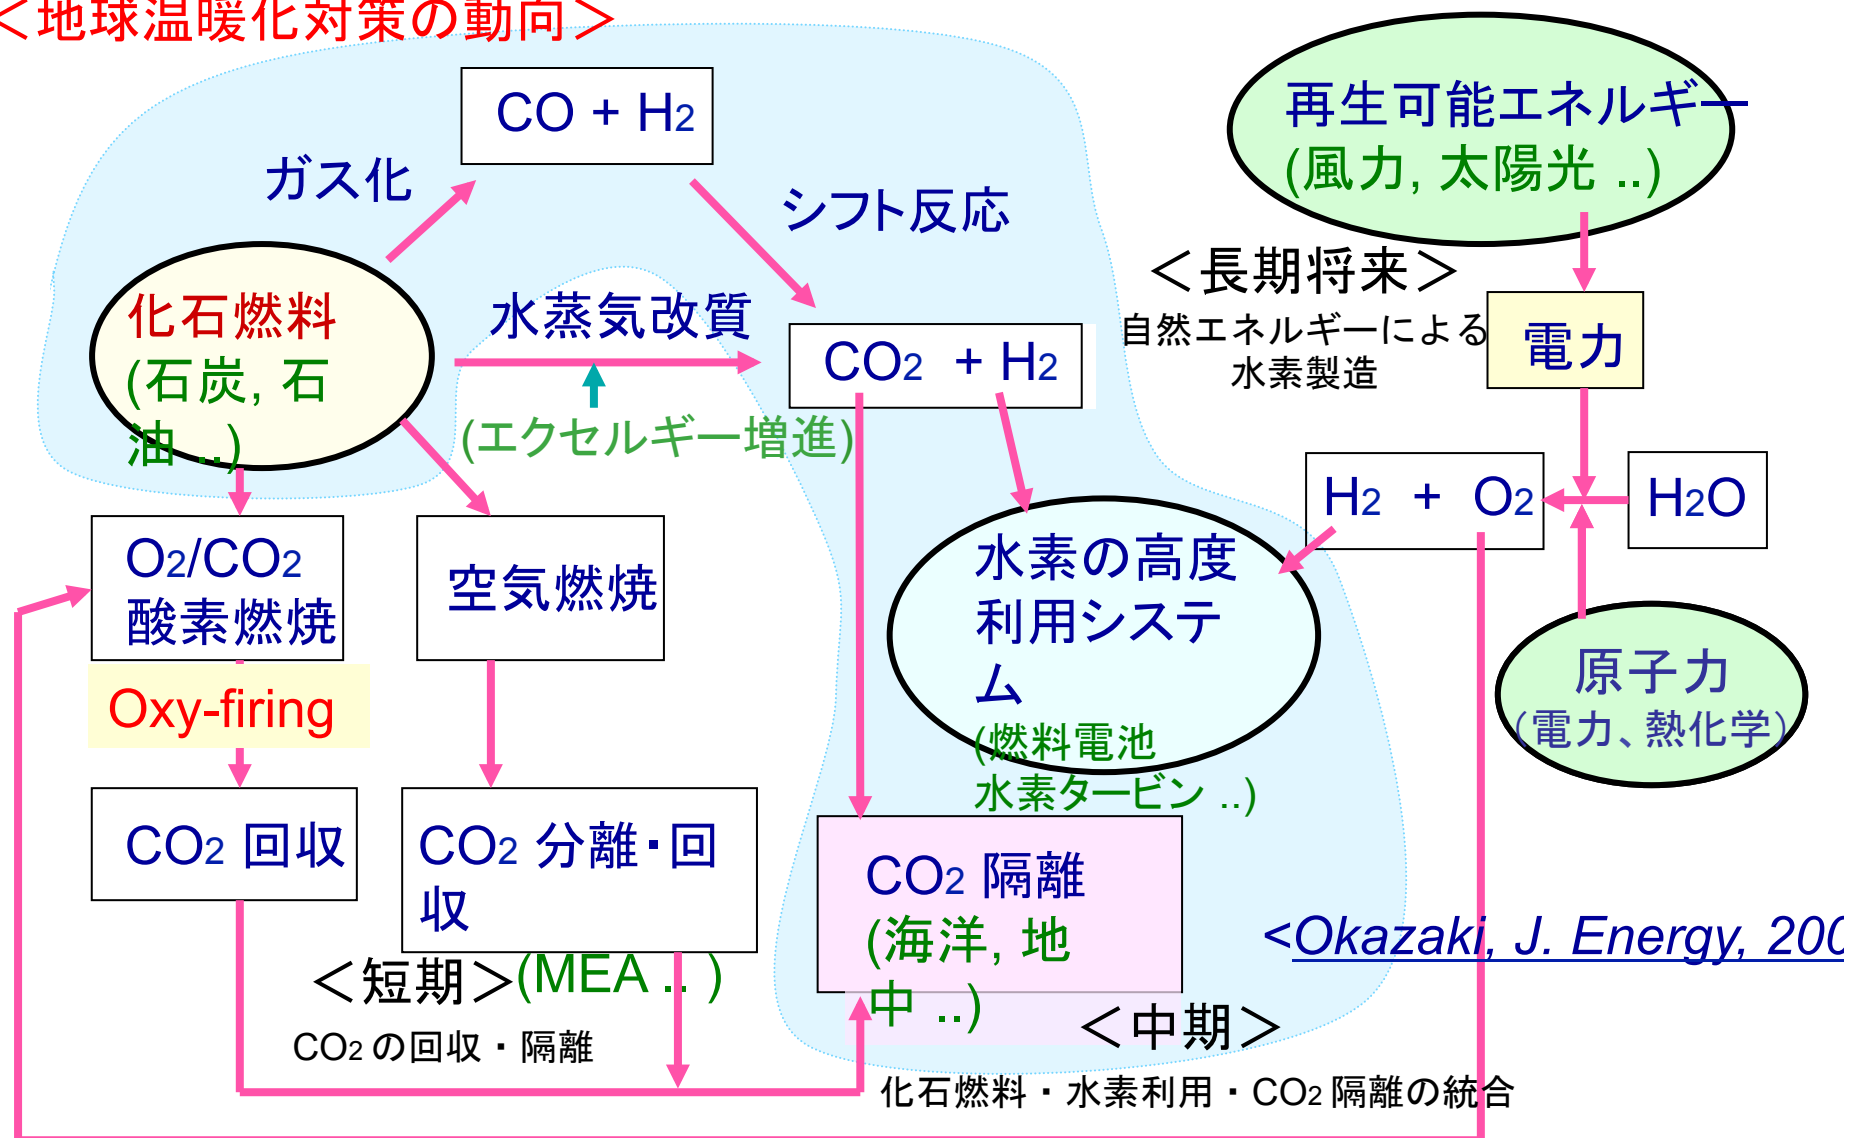 ＜地球温暖化対策の動向＞
CO + H2
ガス化
シフト反応
再生可能エネルギー
(風力, 太陽光 ..)
＜長期将来＞
自然エネルギーによる
水素製造
電力
化石燃料
(石炭, 石
油 ..)
水蒸気改質
(エクセルギー増進)
CO2 + H2
H2 + O2
H2O
O2/CO2
酸素燃焼
空気燃焼
水素の高度
利用システ
ム
(燃料電池
水素タービン ..)
原子力
（電力、熱化学）
Oxy-firing
CO2 回収
CO2 分離・回
収
(MEA .. )
CO2 隔離
(海洋, 地
中 ..)
<Okazaki, J. Energy, 200
＜短期＞
CO2 の回収・隔離
＜中期＞
化石燃料・水素利用・CO2 隔離の統合